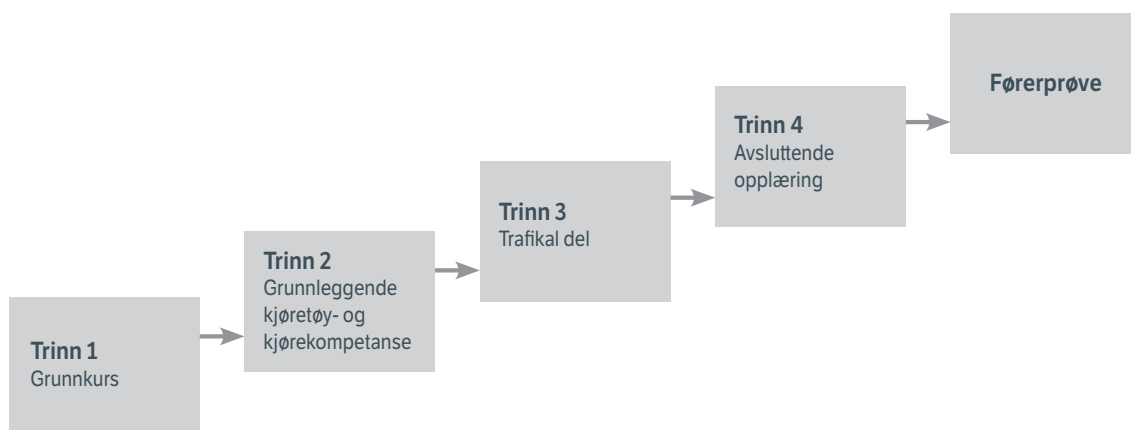 Trinn 1
Grunnkurs
Trinn 2
Grunnleggende
kjøretøy- og
kjørekompetanse
Trinn 3
Trafikal del
Trinn 4
Avsluttende
opplæring
Førerprøve